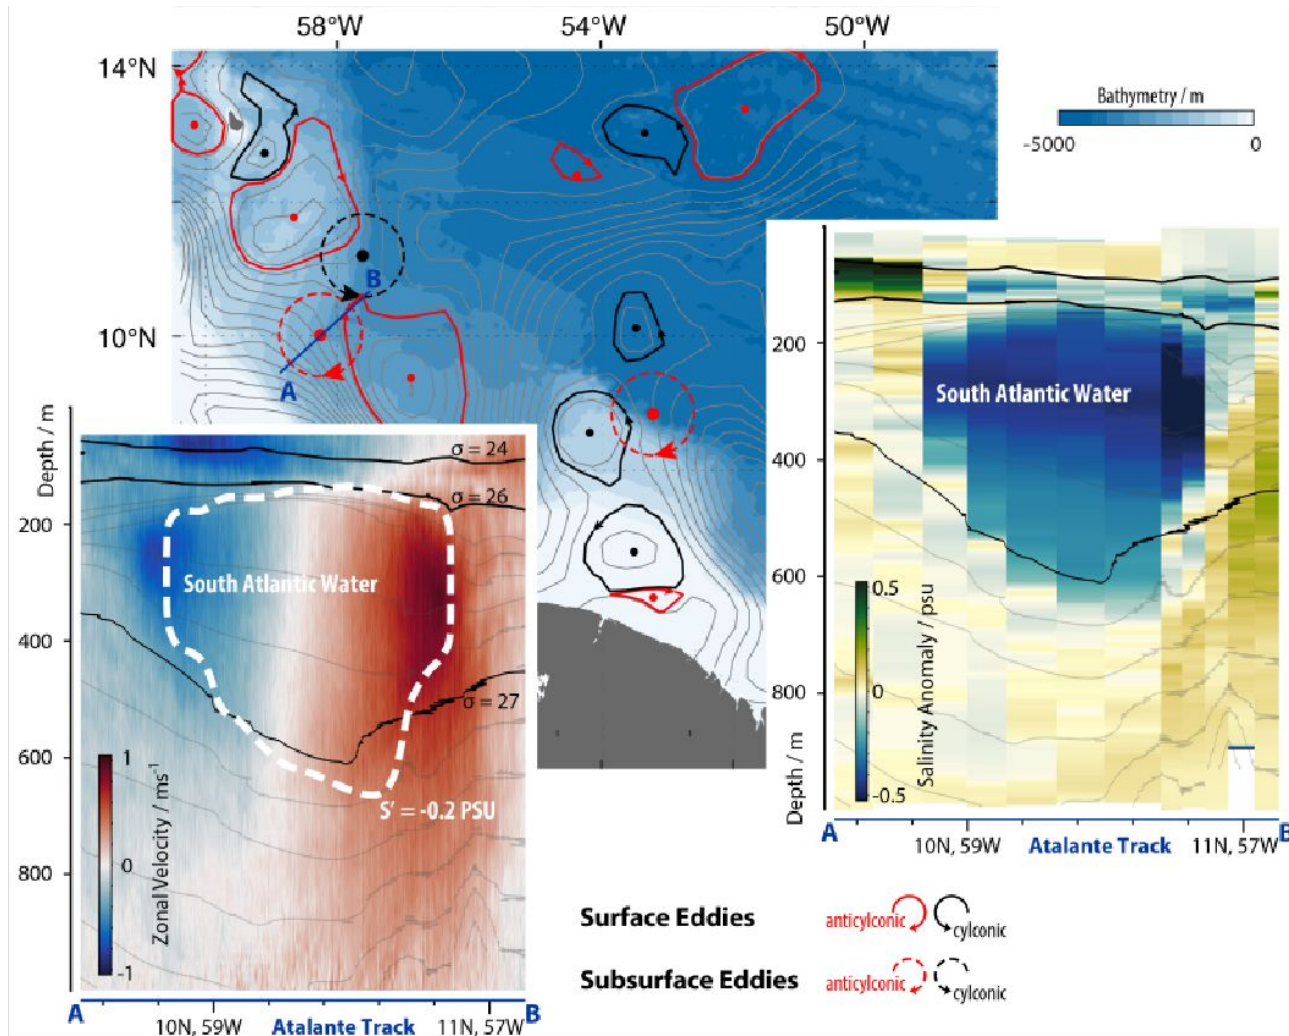 58°W 54°W 50°W
14°N
10°N
Bathymetry / m
-5000 0
B
A
Depth / m
200
400
600
800
σ = 24
σ = 26
South Atlantic Water
σ = 27
S' = -0.2 PSU
1
0
-1
Zonal Velocity / ms⁻¹
A B
10N, 59W Atalante Track 11N, 57W
200
400
600
800
Depth / m
South Atlantic Water
0.5
0
-0.5
Salinity Anomaly / psu
A B
10N, 59W Atalante Track 11N, 57W
Surface Eddies anticylconic cylconic
Subsurface Eddies anticylconic cylconic